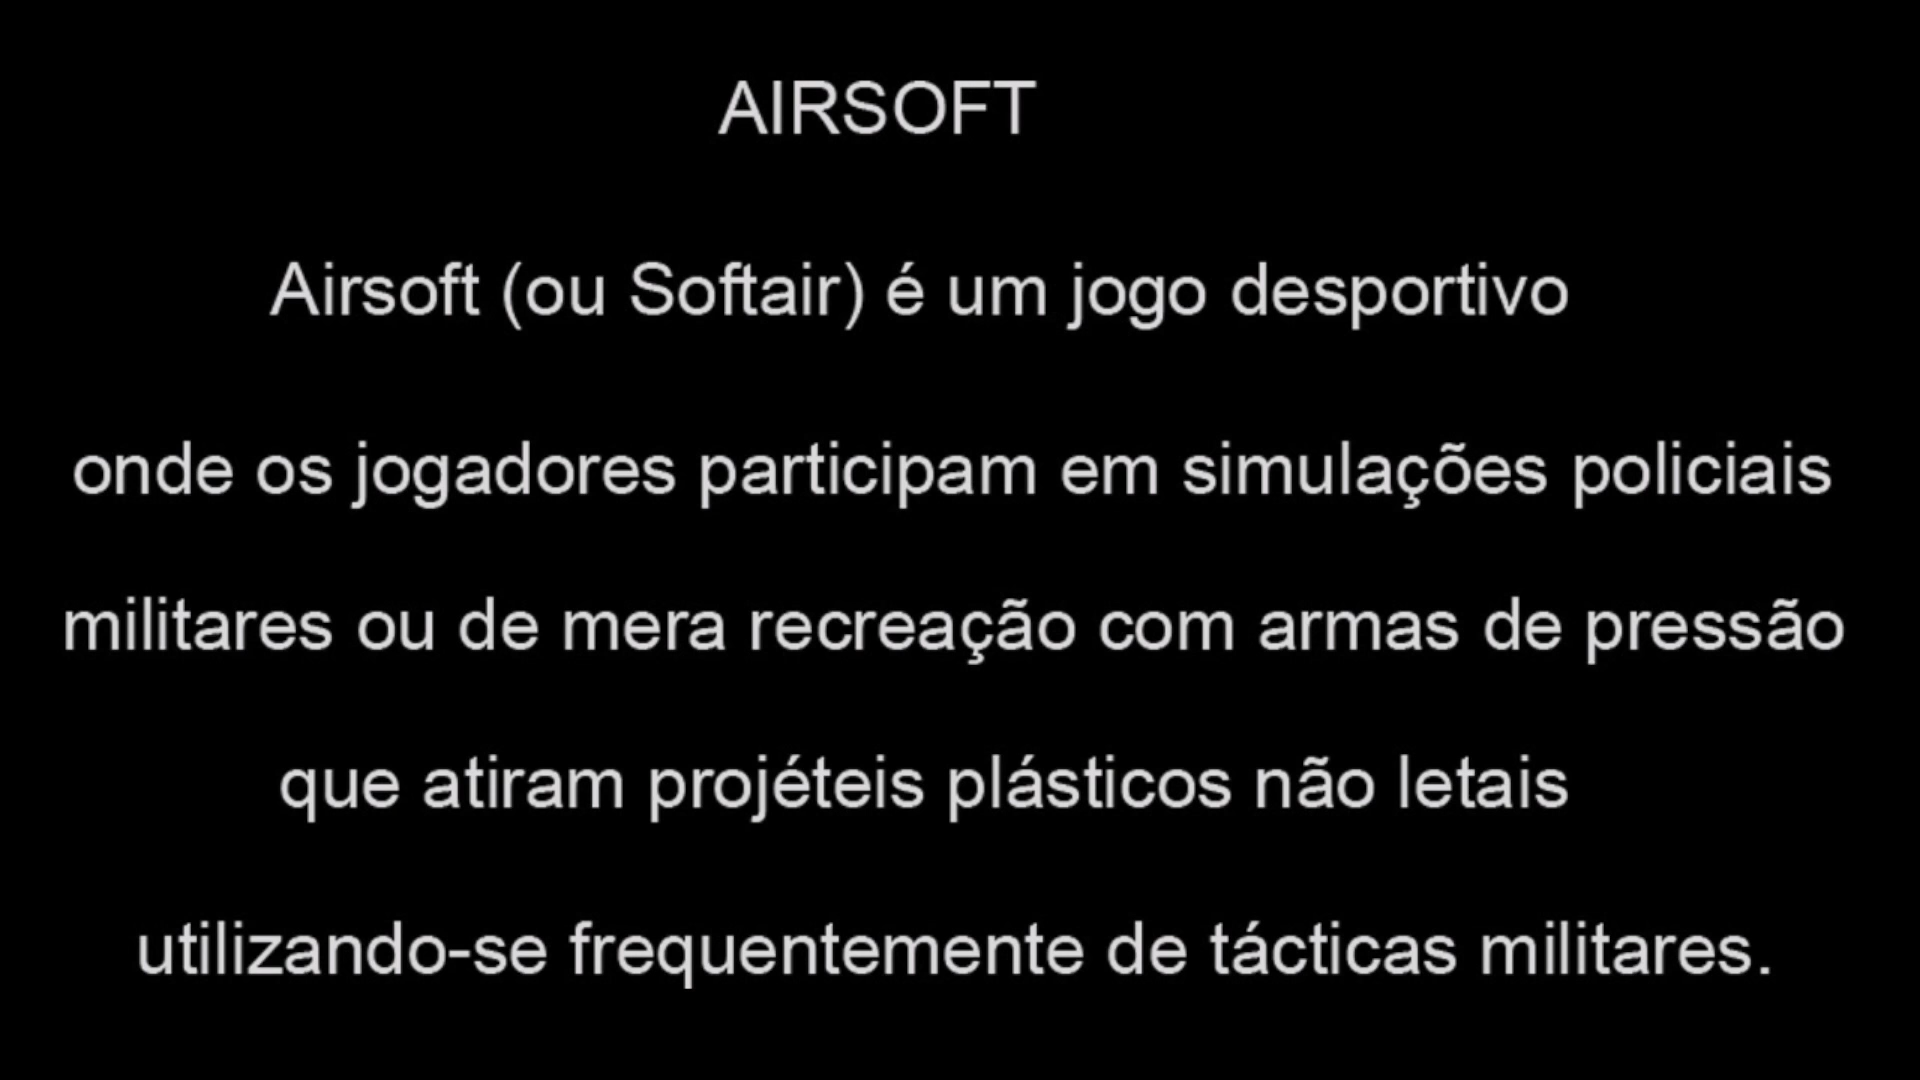 AIRSOFT
Airsoft (ou Softair) é um jogo desportivo
onde os jogadores participam em simulações policiais
militares ou de mera recreação com armas de pressão
que atiram projéteis plásticos não letais
utilizando-se frequentemente de tácticas militares.